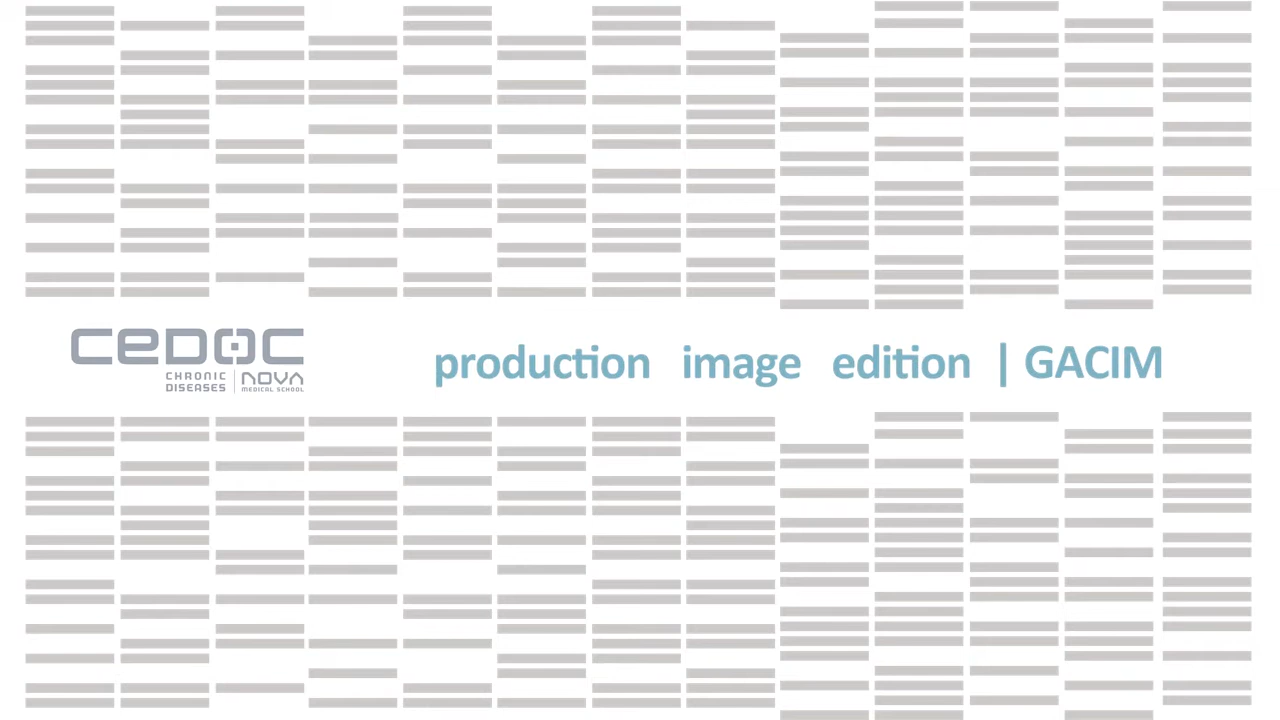 CEDOC
CHRONIC DISEASES | NOVA MEDICAL SCHOOL
production image edition | GACIM